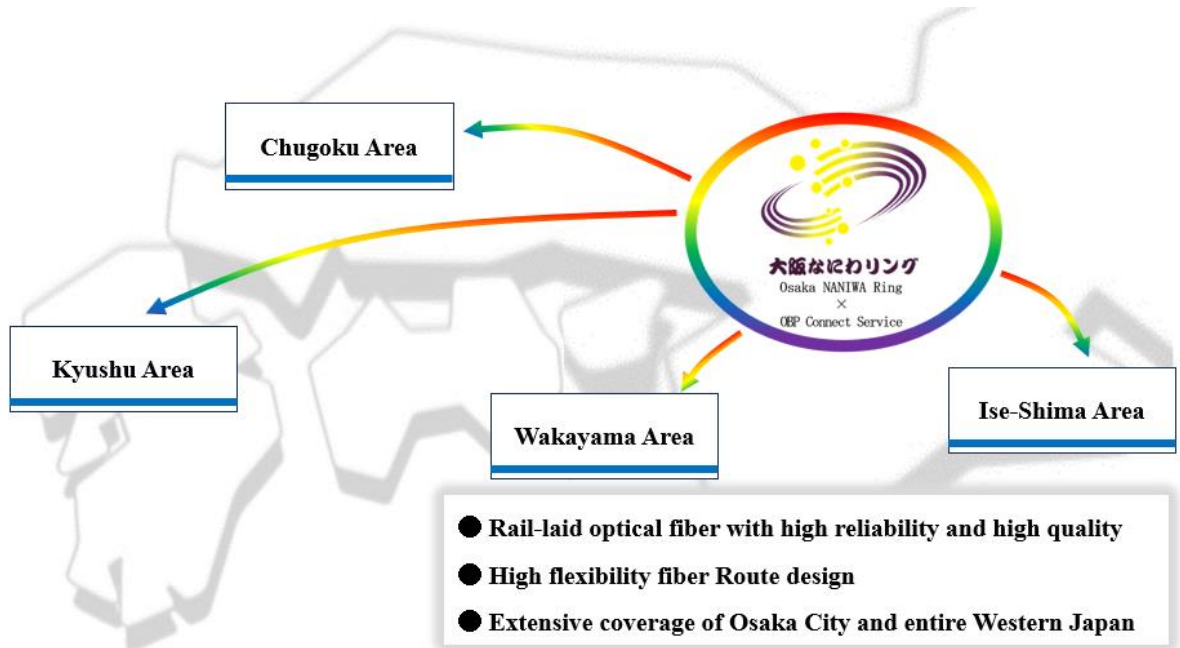 Chugoku Area
大阪なにわリング
Osaka NANIWA Ring
×
OBP Connect Service
Kyushu Area
Wakayama Area
Ise-Shima Area
● Rail-laid optical fiber with high reliability and high quality
● High flexibility fiber Route design
● Extensive coverage of Osaka City and entire Western Japan